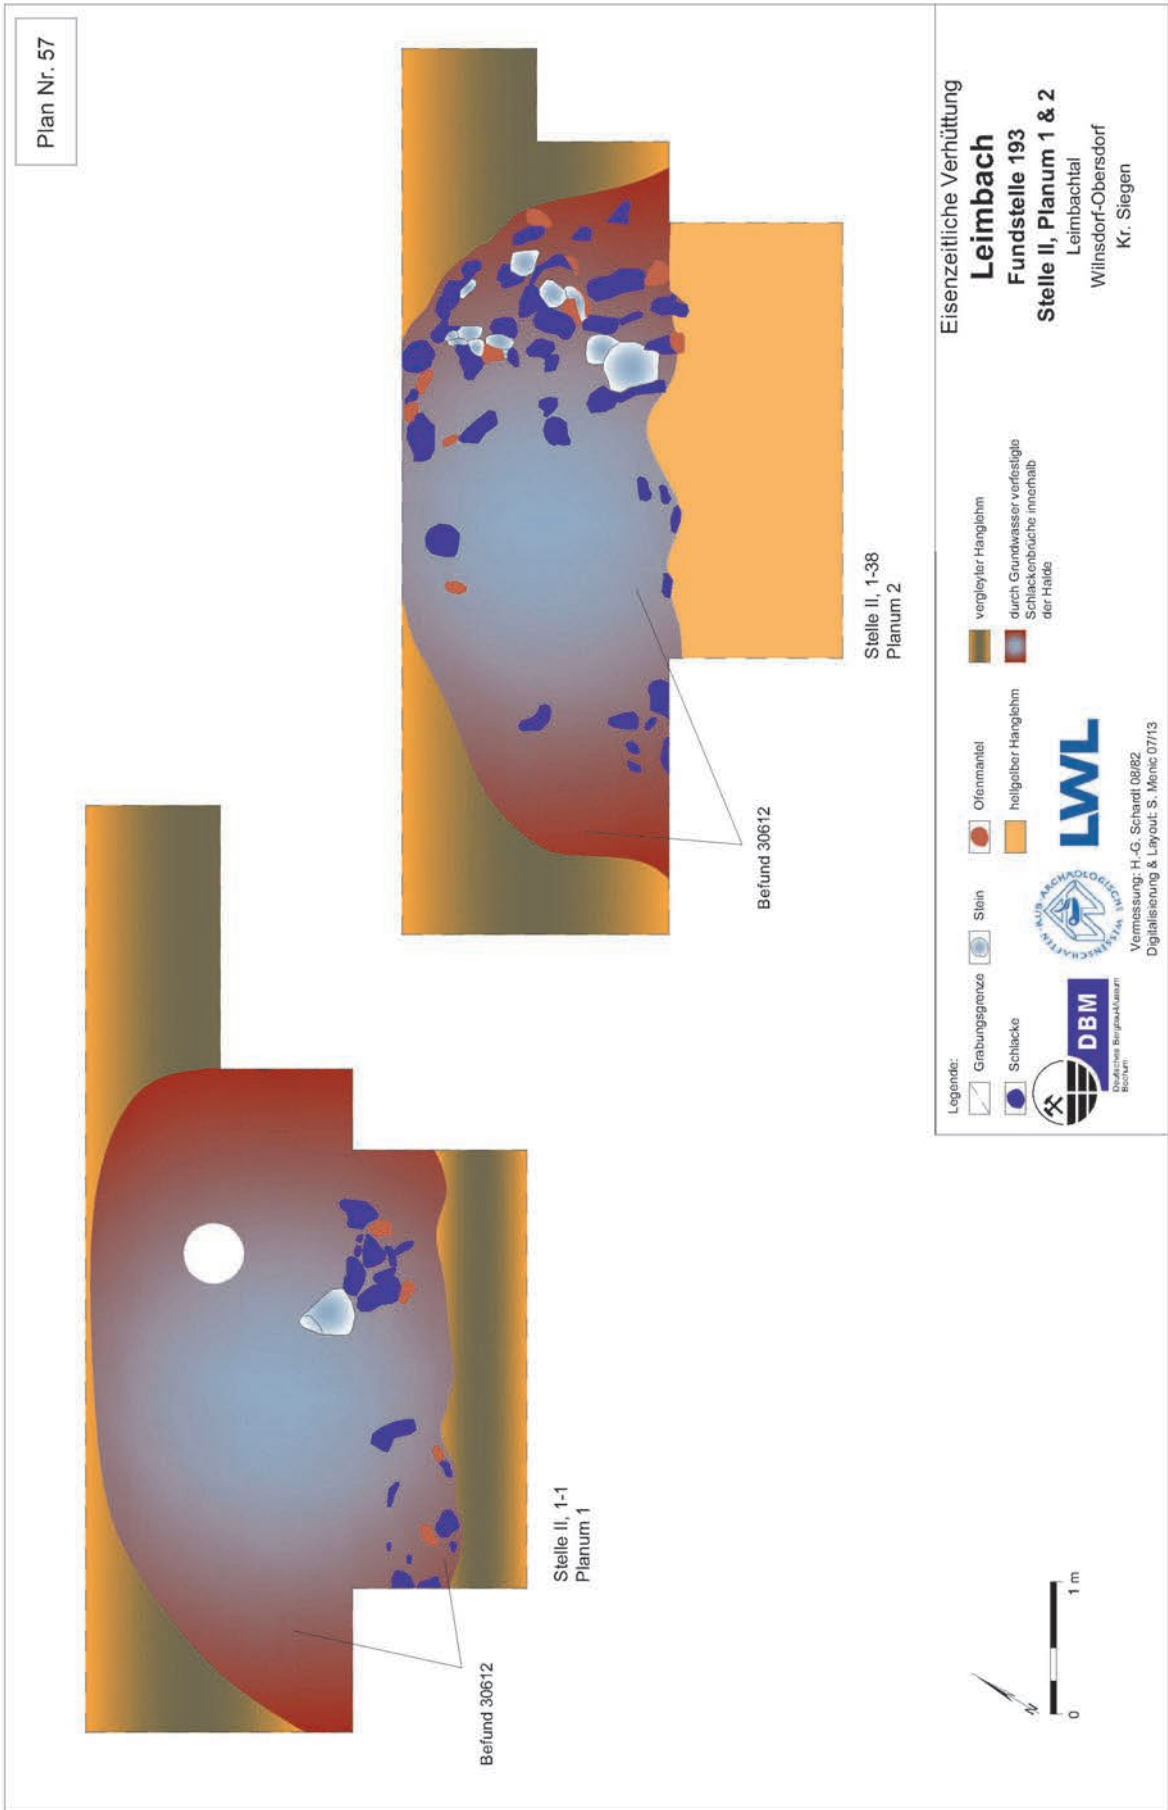 Plan Nr. 57
Stelle II, 1-1
Planum 1
Befund 30612
Stelle II, 1-38
Planum 2
Befund 30612
0
1 m
N
Eisenzeitliche Verhüttung
Leimbach
Fundstelle 193
Stelle II, Planum 1 & 2
Leimbachtal
Wilnsdorf-Obersdorf
Kr. Siegen
Legende:
Grabungsgrenze
Stein
Ofenmantel
vergleyter Hanglehm
Schlacke
hellgelber Hanglehm
durch Grundwasser verfestigte
Schlackenbrüche innerhalb
der Halde
DBM
Deutsches Bergbau-Museum
Bochum
ARCHÄOLOGISCHE WISSENSCHAFTEN
LWL
Vermessung: H.-G. Schardt 08/82
Digitalisierung & Layout: S. Menic 07/13